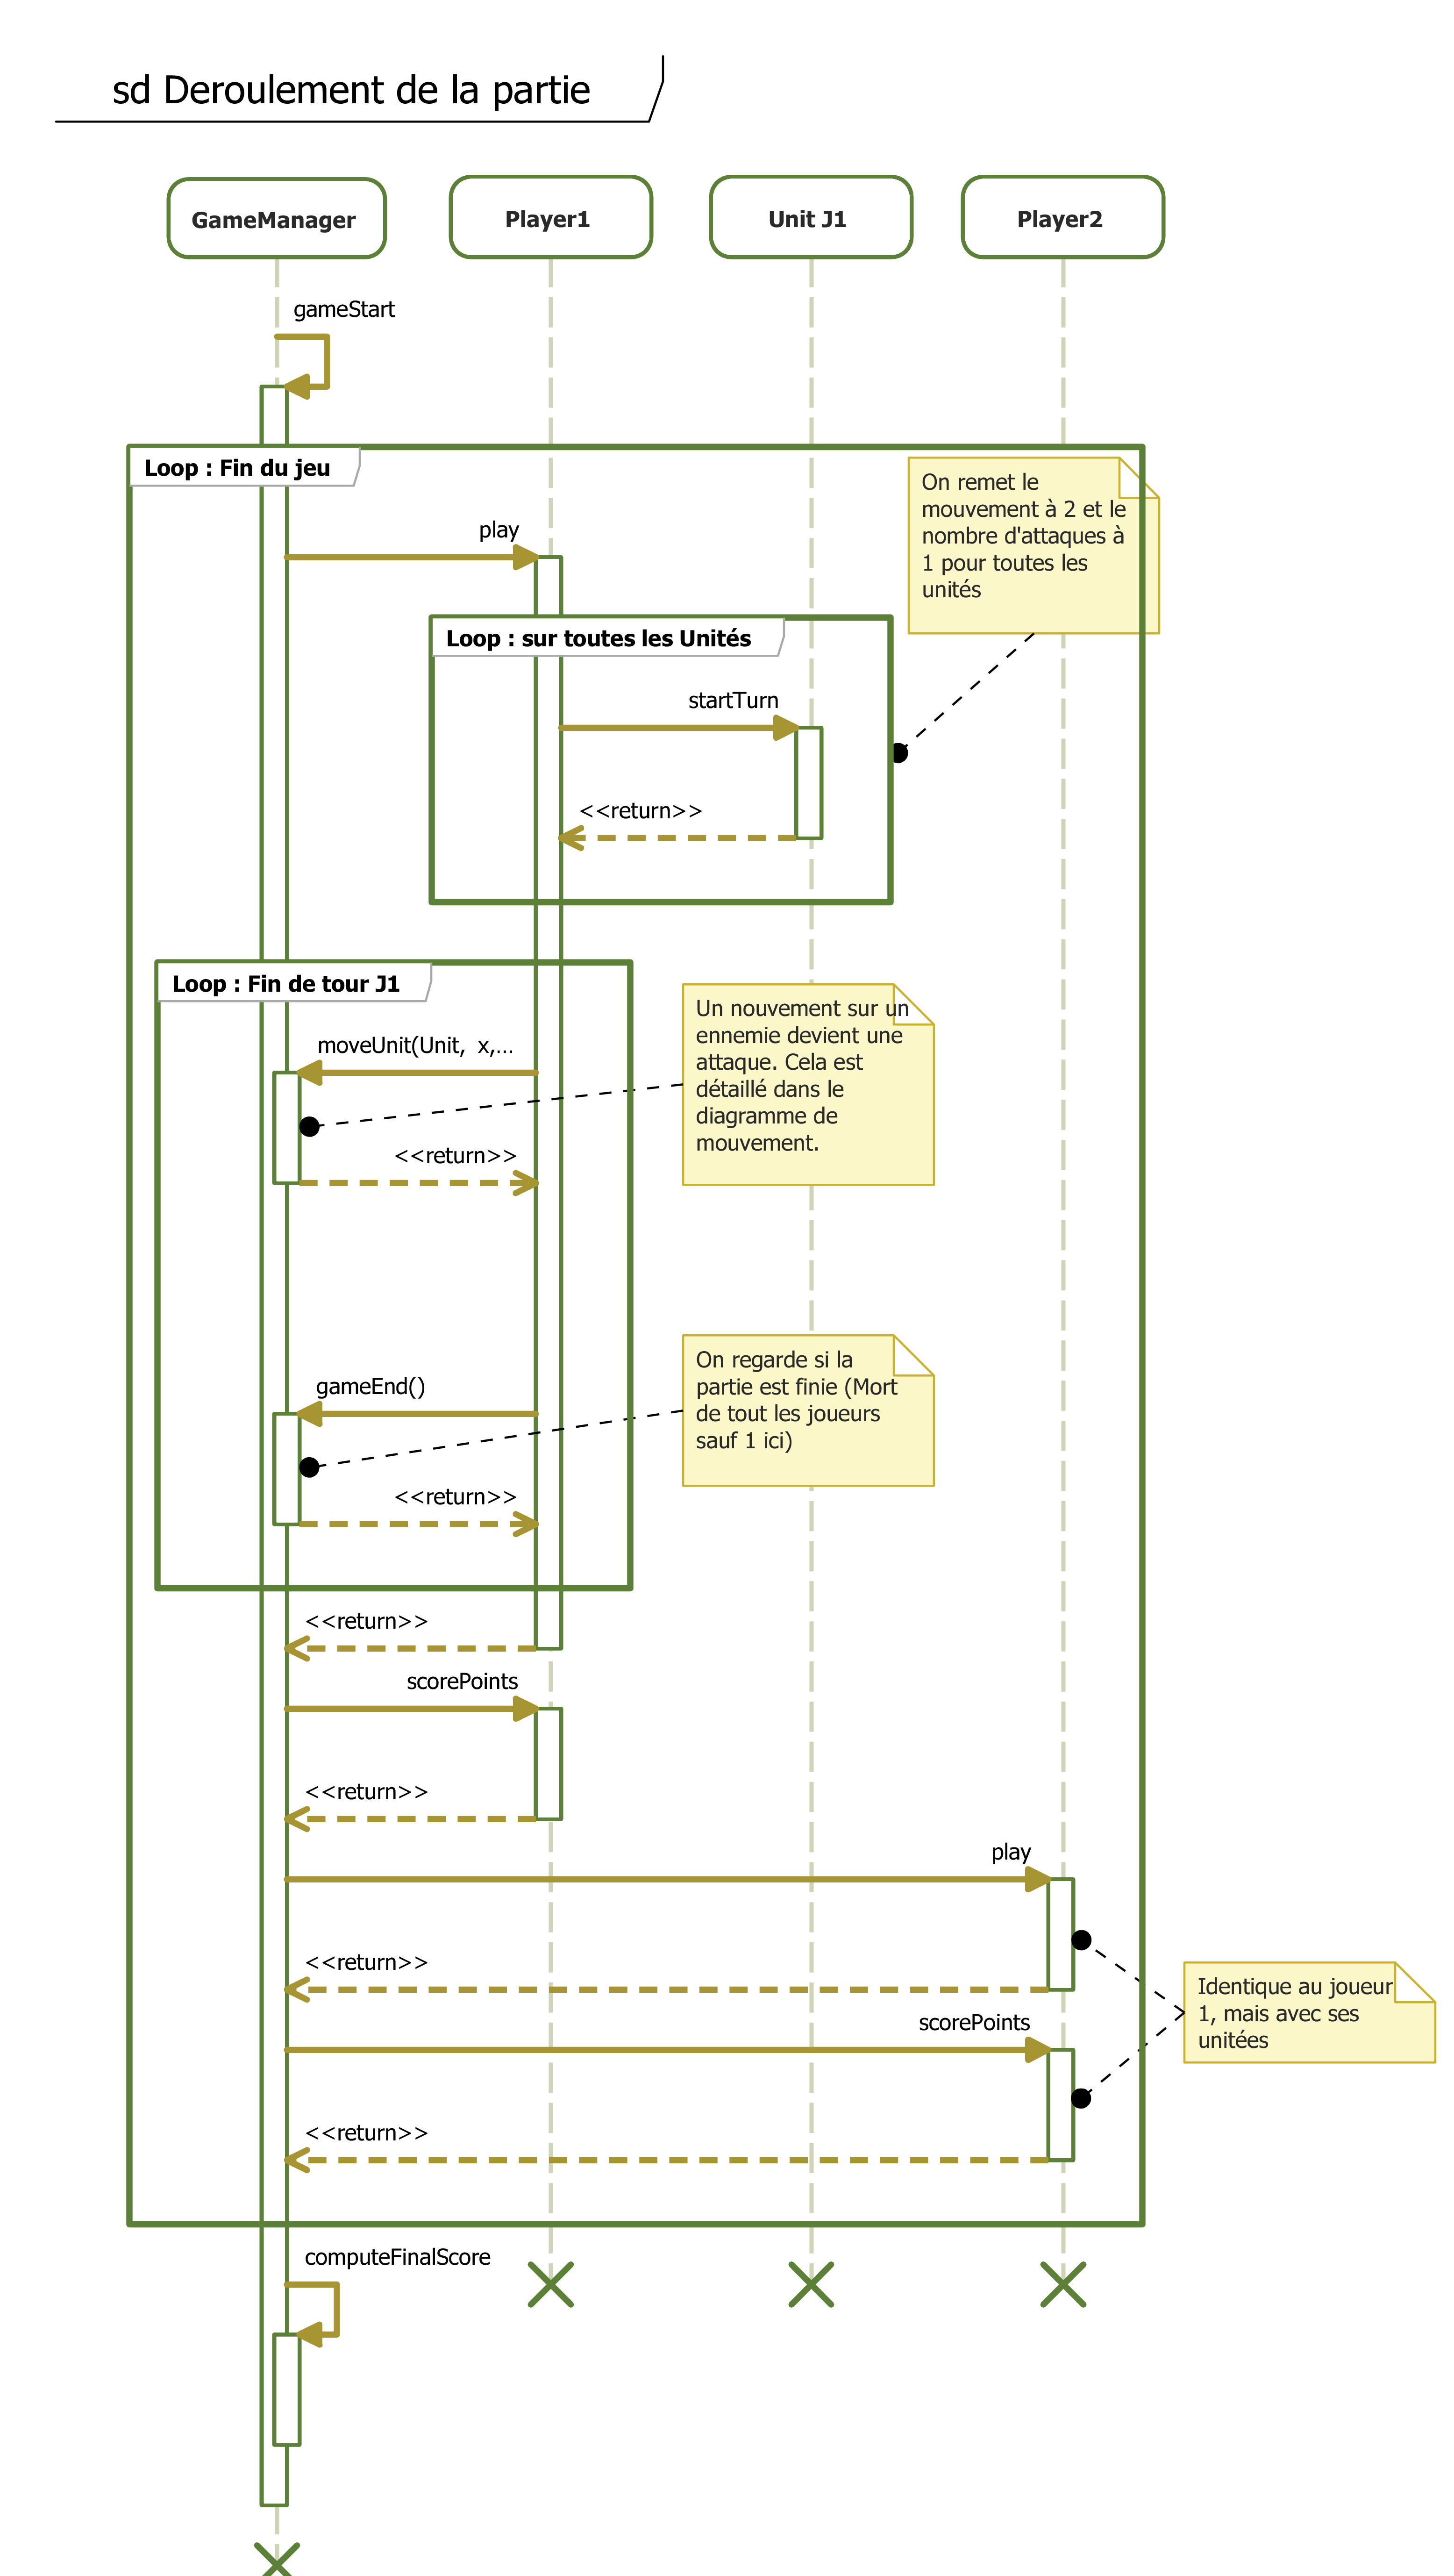 sd Deroulement de la partie
GameManager
Player1
Unit J1
Player2
gameStart
Loop : Fin du jeu
On remet le
mouvement à 2 et le
nombre d'attaques à
1 pour toutes les
unités
play
Loop : sur toutes les Unités
startTurn
<<return>>
Loop : Fin de tour J1
Un nouvement sur un
ennemie devient une
attaque. Cela est
détaillé dans le
diagramme de
mouvement.
moveUnit(Unit, x,...
<<return>>
On regarde si la
partie est finie (Mort
de tout les joueurs
sauf 1 ici)
gameEnd()
<<return>>
<<return>>
scorePoints
<<return>>
play
<<return>>
Identique au joueur
1, mais avec ses
unitées
scorePoints
<<return>>
computeFinalScore